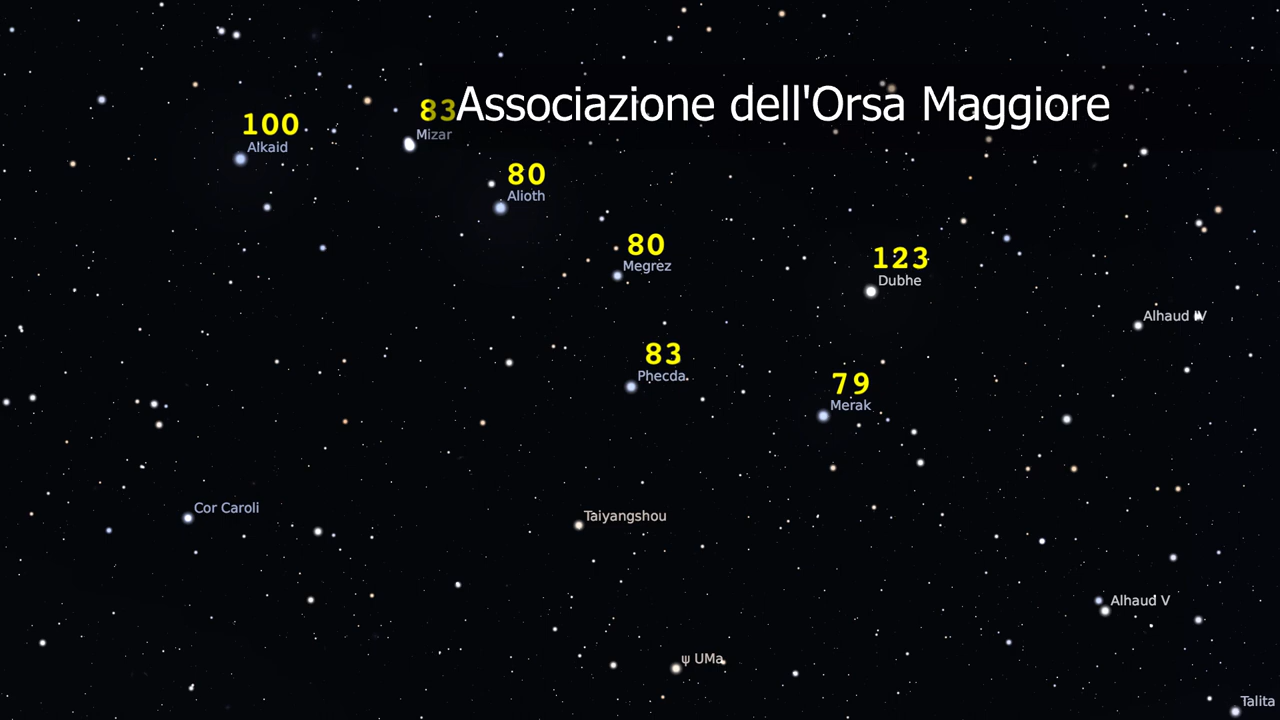 Associazione dell'Orsa Maggiore
83
Mizar
100
Alkaid
80
Alioth
80
Megrez
123
Dubhe
Alhaud IV
83
Phecda
79
Merak
Cor Caroli
Taiyangshou
Alhaud V
ψ UMa
Talita